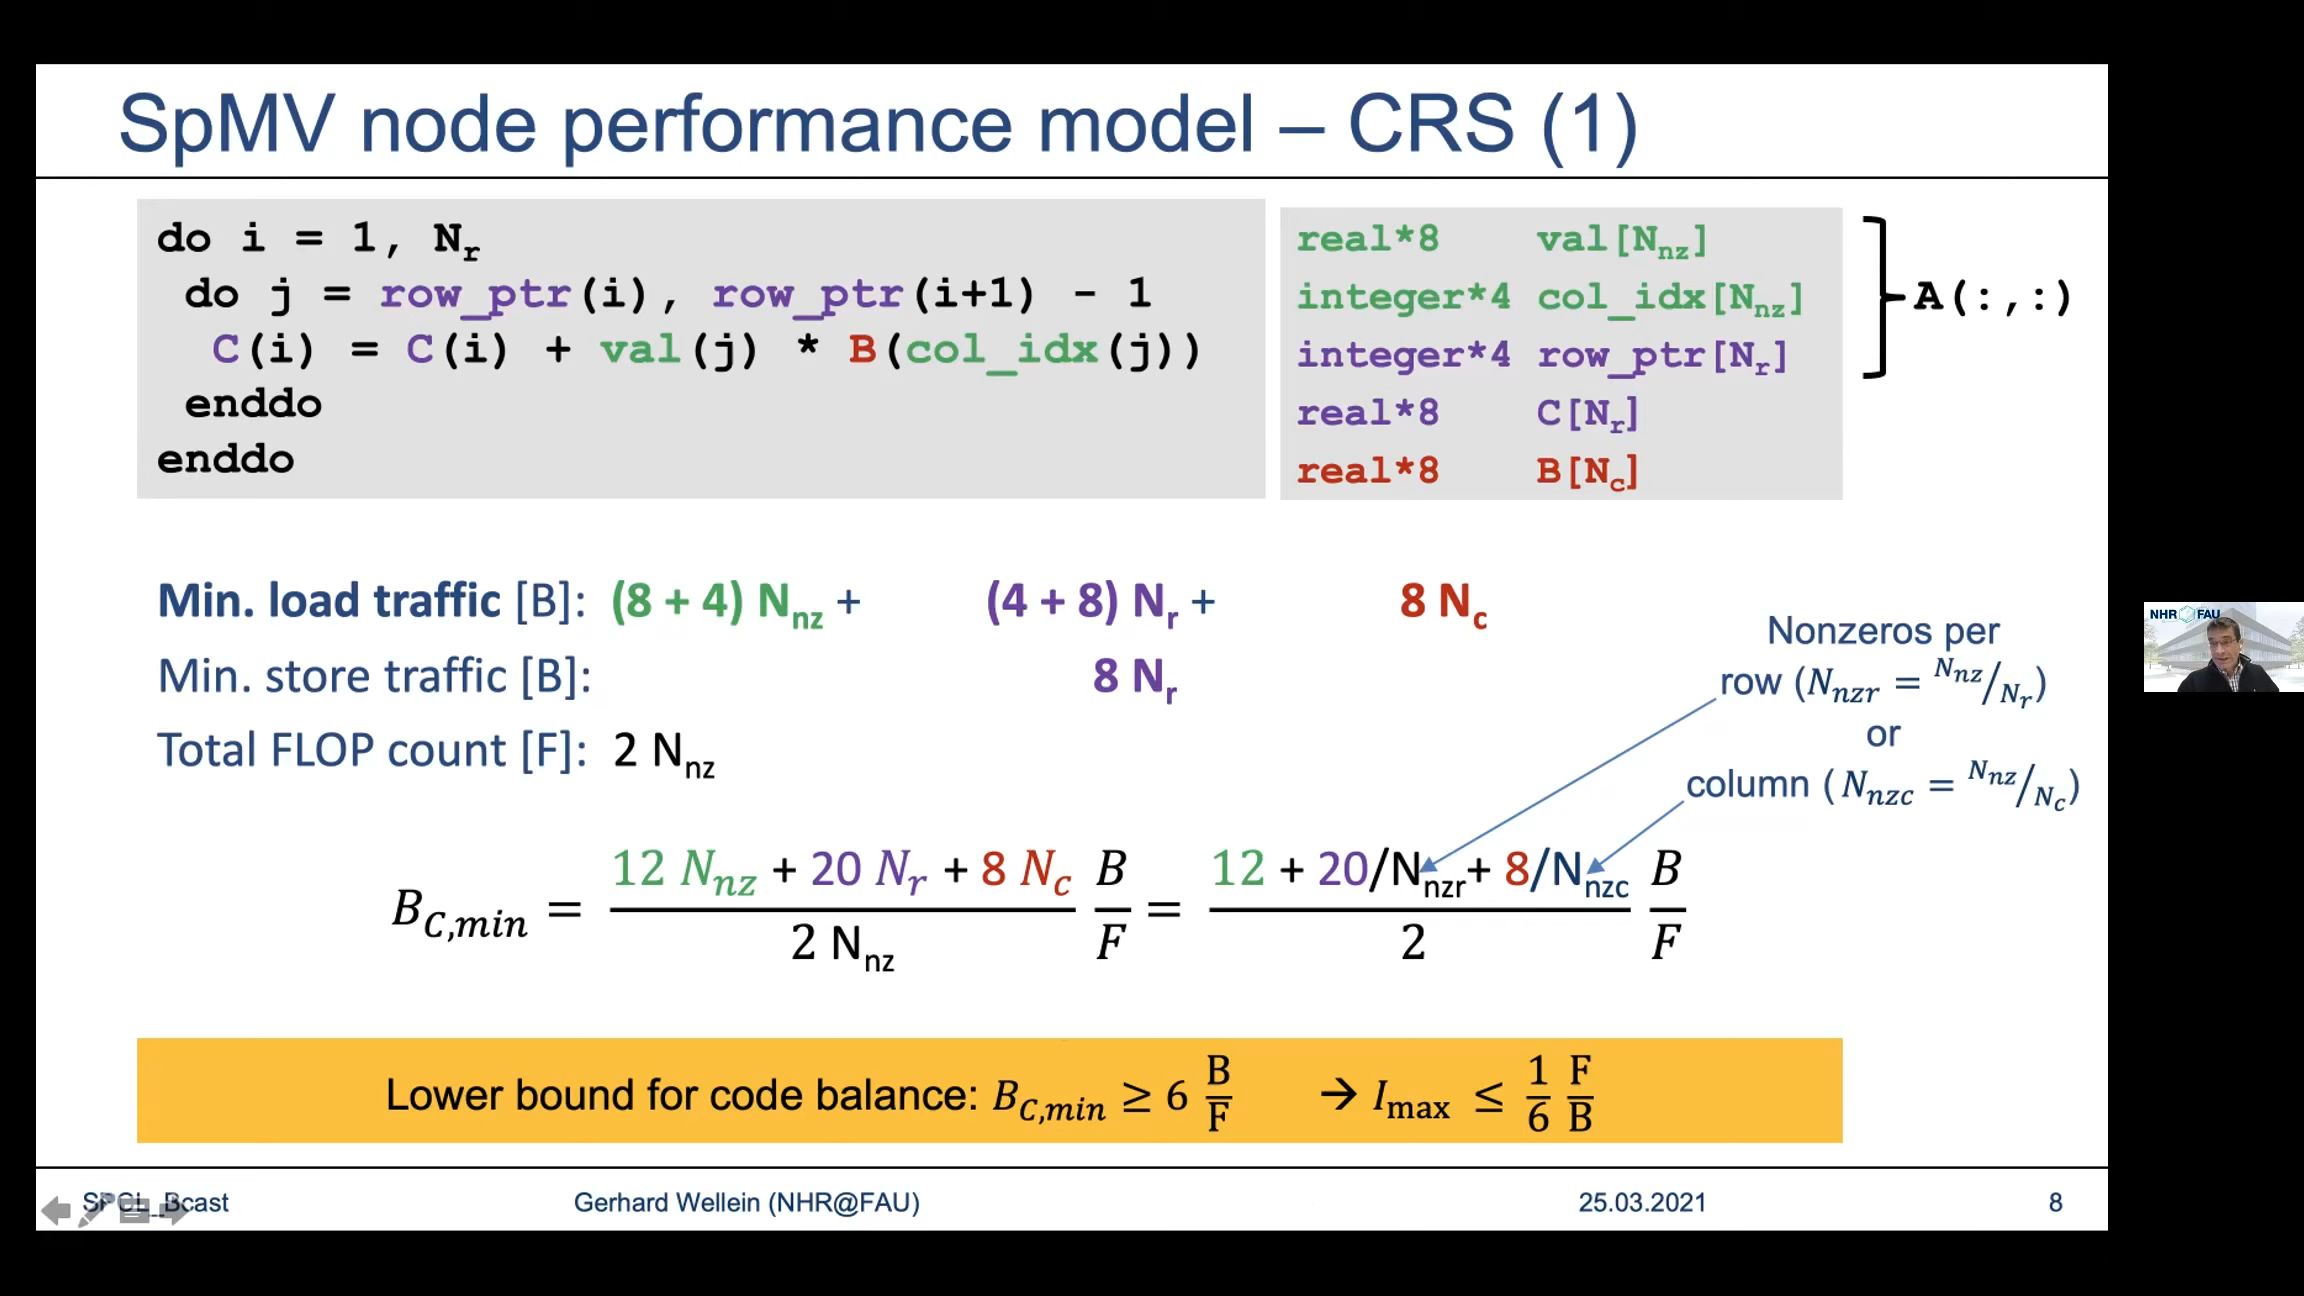 SpMV node performance model – CRS (1)
do i = 1, Nr
do j = row_ptr(i), row_ptr(i+1) - 1
C(i) = C(i) + val(j) * B(col_idx(j))
enddo
enddo
real*8 val[Nnz]
integer*4 col_idx[Nnz]
integer*4 row_ptr[Nr]
real*8 C[Nr]
real*8 B[Nc]
A(:,:)
Min. load traffic [B]: (8 + 4) Nnz + (4 + 8) Nr + 8 Nc
Min. store traffic [B]: 8 Nr
Total FLOP count [F]: 2 Nnz
Nonzeros per
row (Nnzr = Nnz/Nr)
or
column ( Nnzc = Nnz/Nc)
BC,min = (12 Nnz + 20 Nr + 8 Nc) / (2 Nnz) B/F = (12 + 20/Nnzr + 8/Nnzc) / 2 B/F
Lower bound for code balance: BC,min ≥ 6 B/F → Imax ≤ 1/6 F/B
SPCL_Bcast Gerhard Wellein (NHR@FAU) 25.03.2021 8
NHR FAU